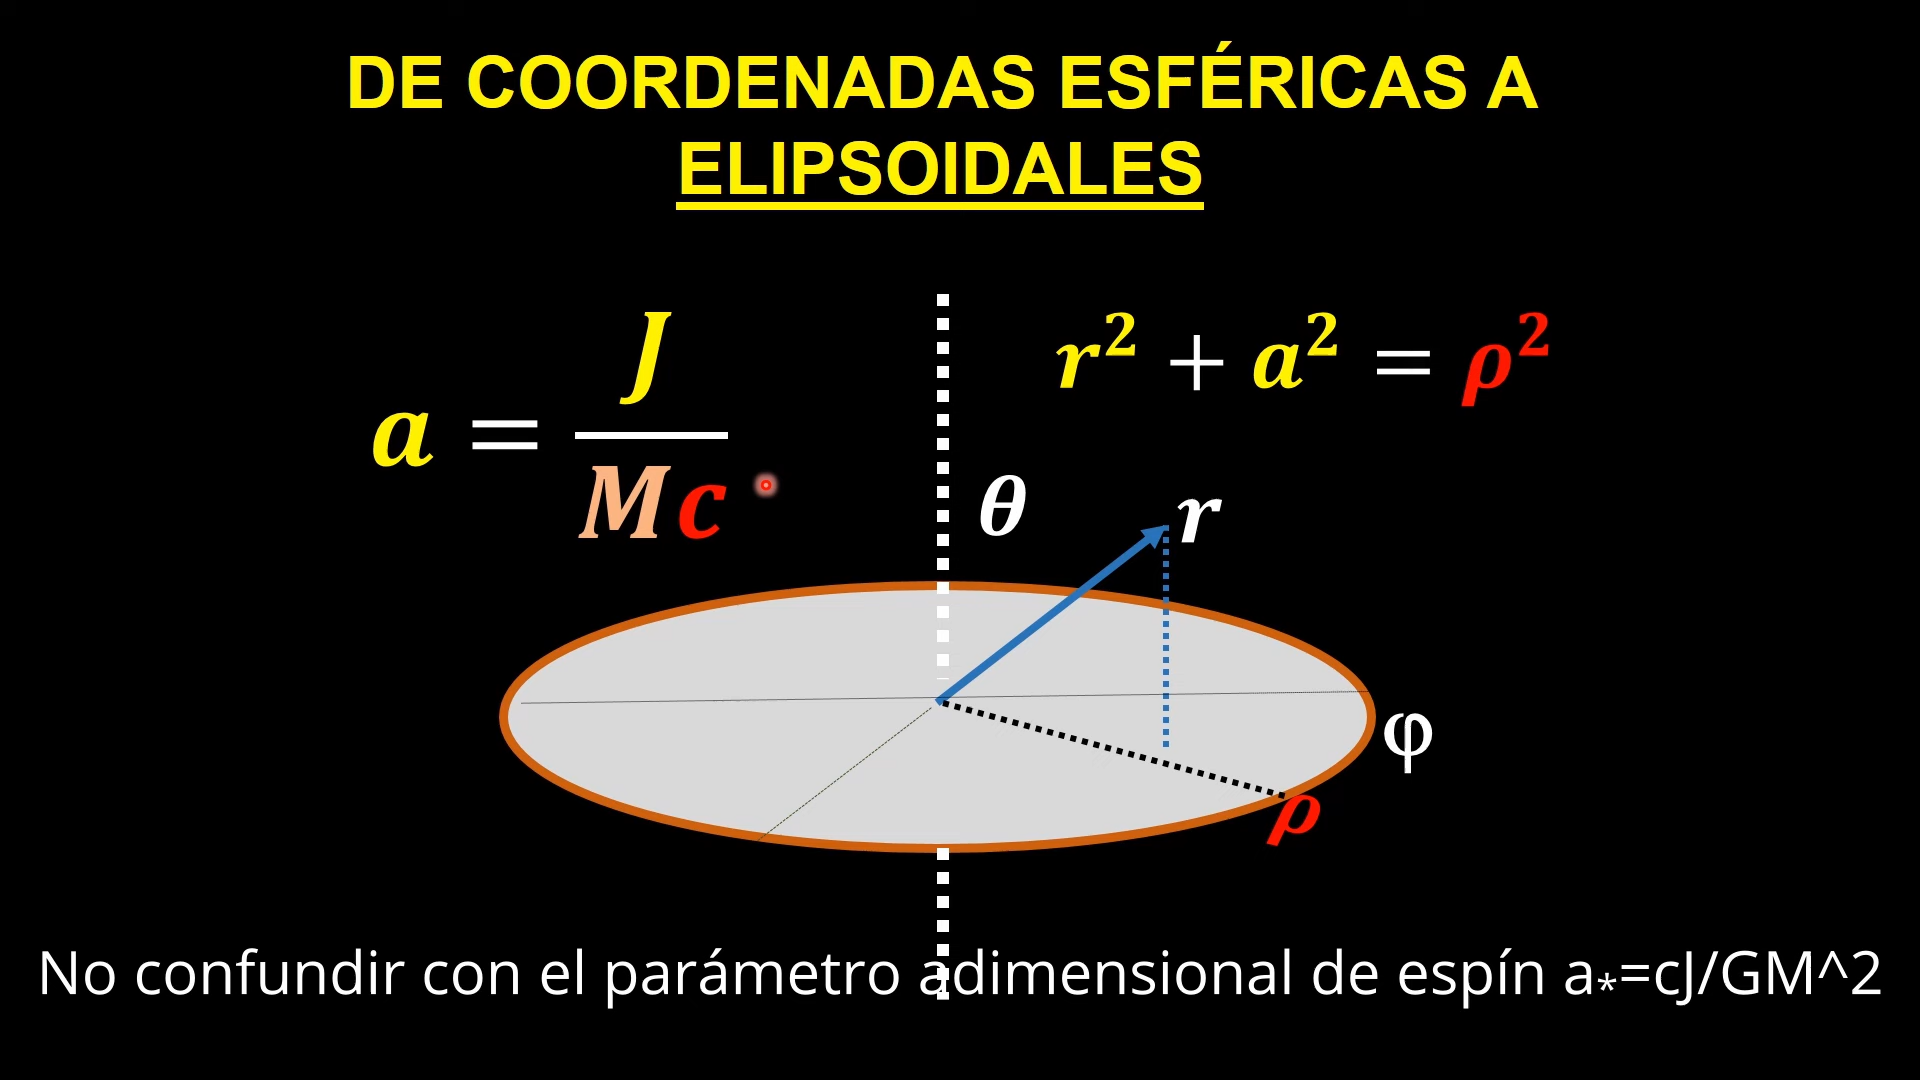 DE COORDENADAS ESFÉRICAS A
ELIPSOIDALES
a = J / Mc
r² + a² = ρ²
θ
r
φ
ρ
No confundir con el parámetro adimensional de espín a*=cJ/GM^2